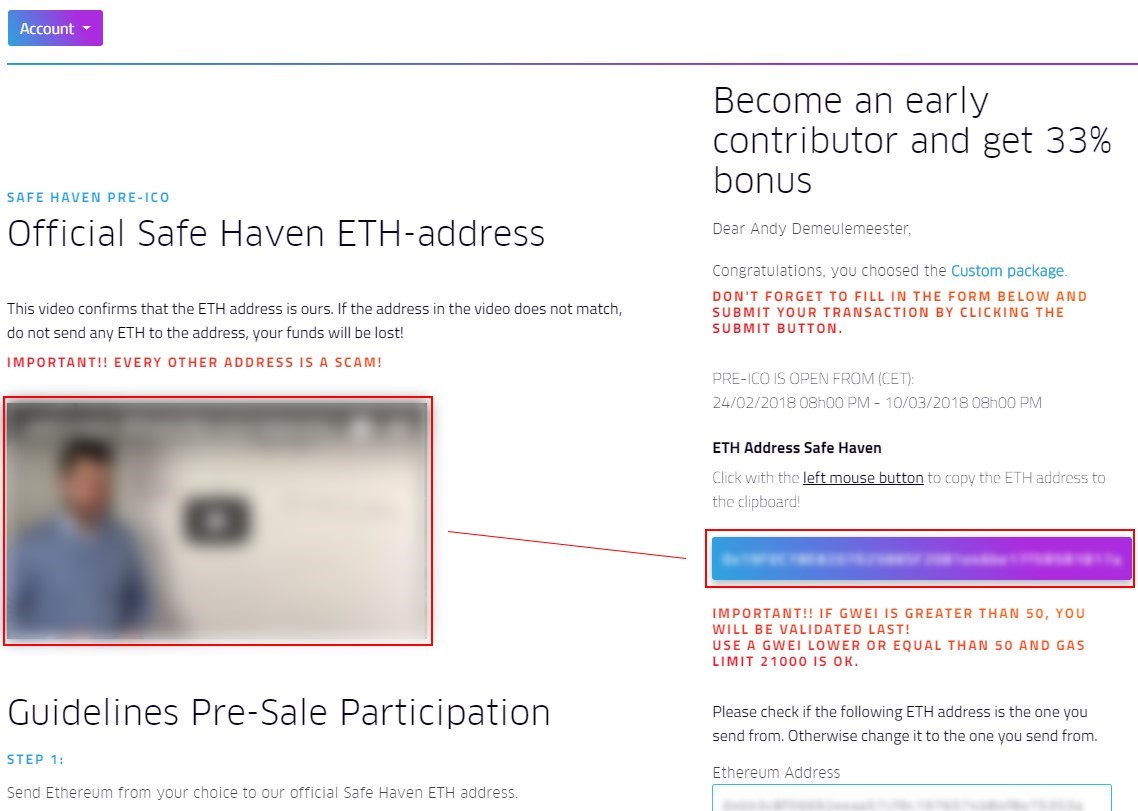 Account
SAFE HAVEN PRE-ICO
Official Safe Haven ETH-address
This video confirms that the ETH address is ours. If the address in the video does not match,
do not send any ETH to the address, your funds will be lost!
IMPORTANT!! EVERY OTHER ADDRESS IS A SCAM!
Guidelines Pre-Sale Participation
STEP 1:
Send Ethereum from your choice to our official Safe Haven ETH address.
Become an early
contributor and get 33%
bonus
Dear Andy Demeulemeester,
Congratulations, you choosed the Custom package.
DON'T FORGET TO FILL IN THE FORM BELOW AND
SUBMIT YOUR TRANSACTION BY CLICKING THE
SUBMIT BUTTON.
PRE-ICO IS OPEN FROM (CET):
24/02/2018 08h00 PM - 10/03/2018 08h00 PM
ETH Address Safe Haven
Click with the left mouse button to copy the ETH address to
the clipboard!
IMPORTANT!! IF GWEI IS GREATER THAN 50, YOU
WILL BE VALIDATED LAST!
USE A GWEI LOWER OR EQUAL THAN 50 AND GAS
LIMIT 21000 IS OK.
Please check if the following ETH address is the one you
send from. Otherwise change it to the one you send from.
Ethereum Address